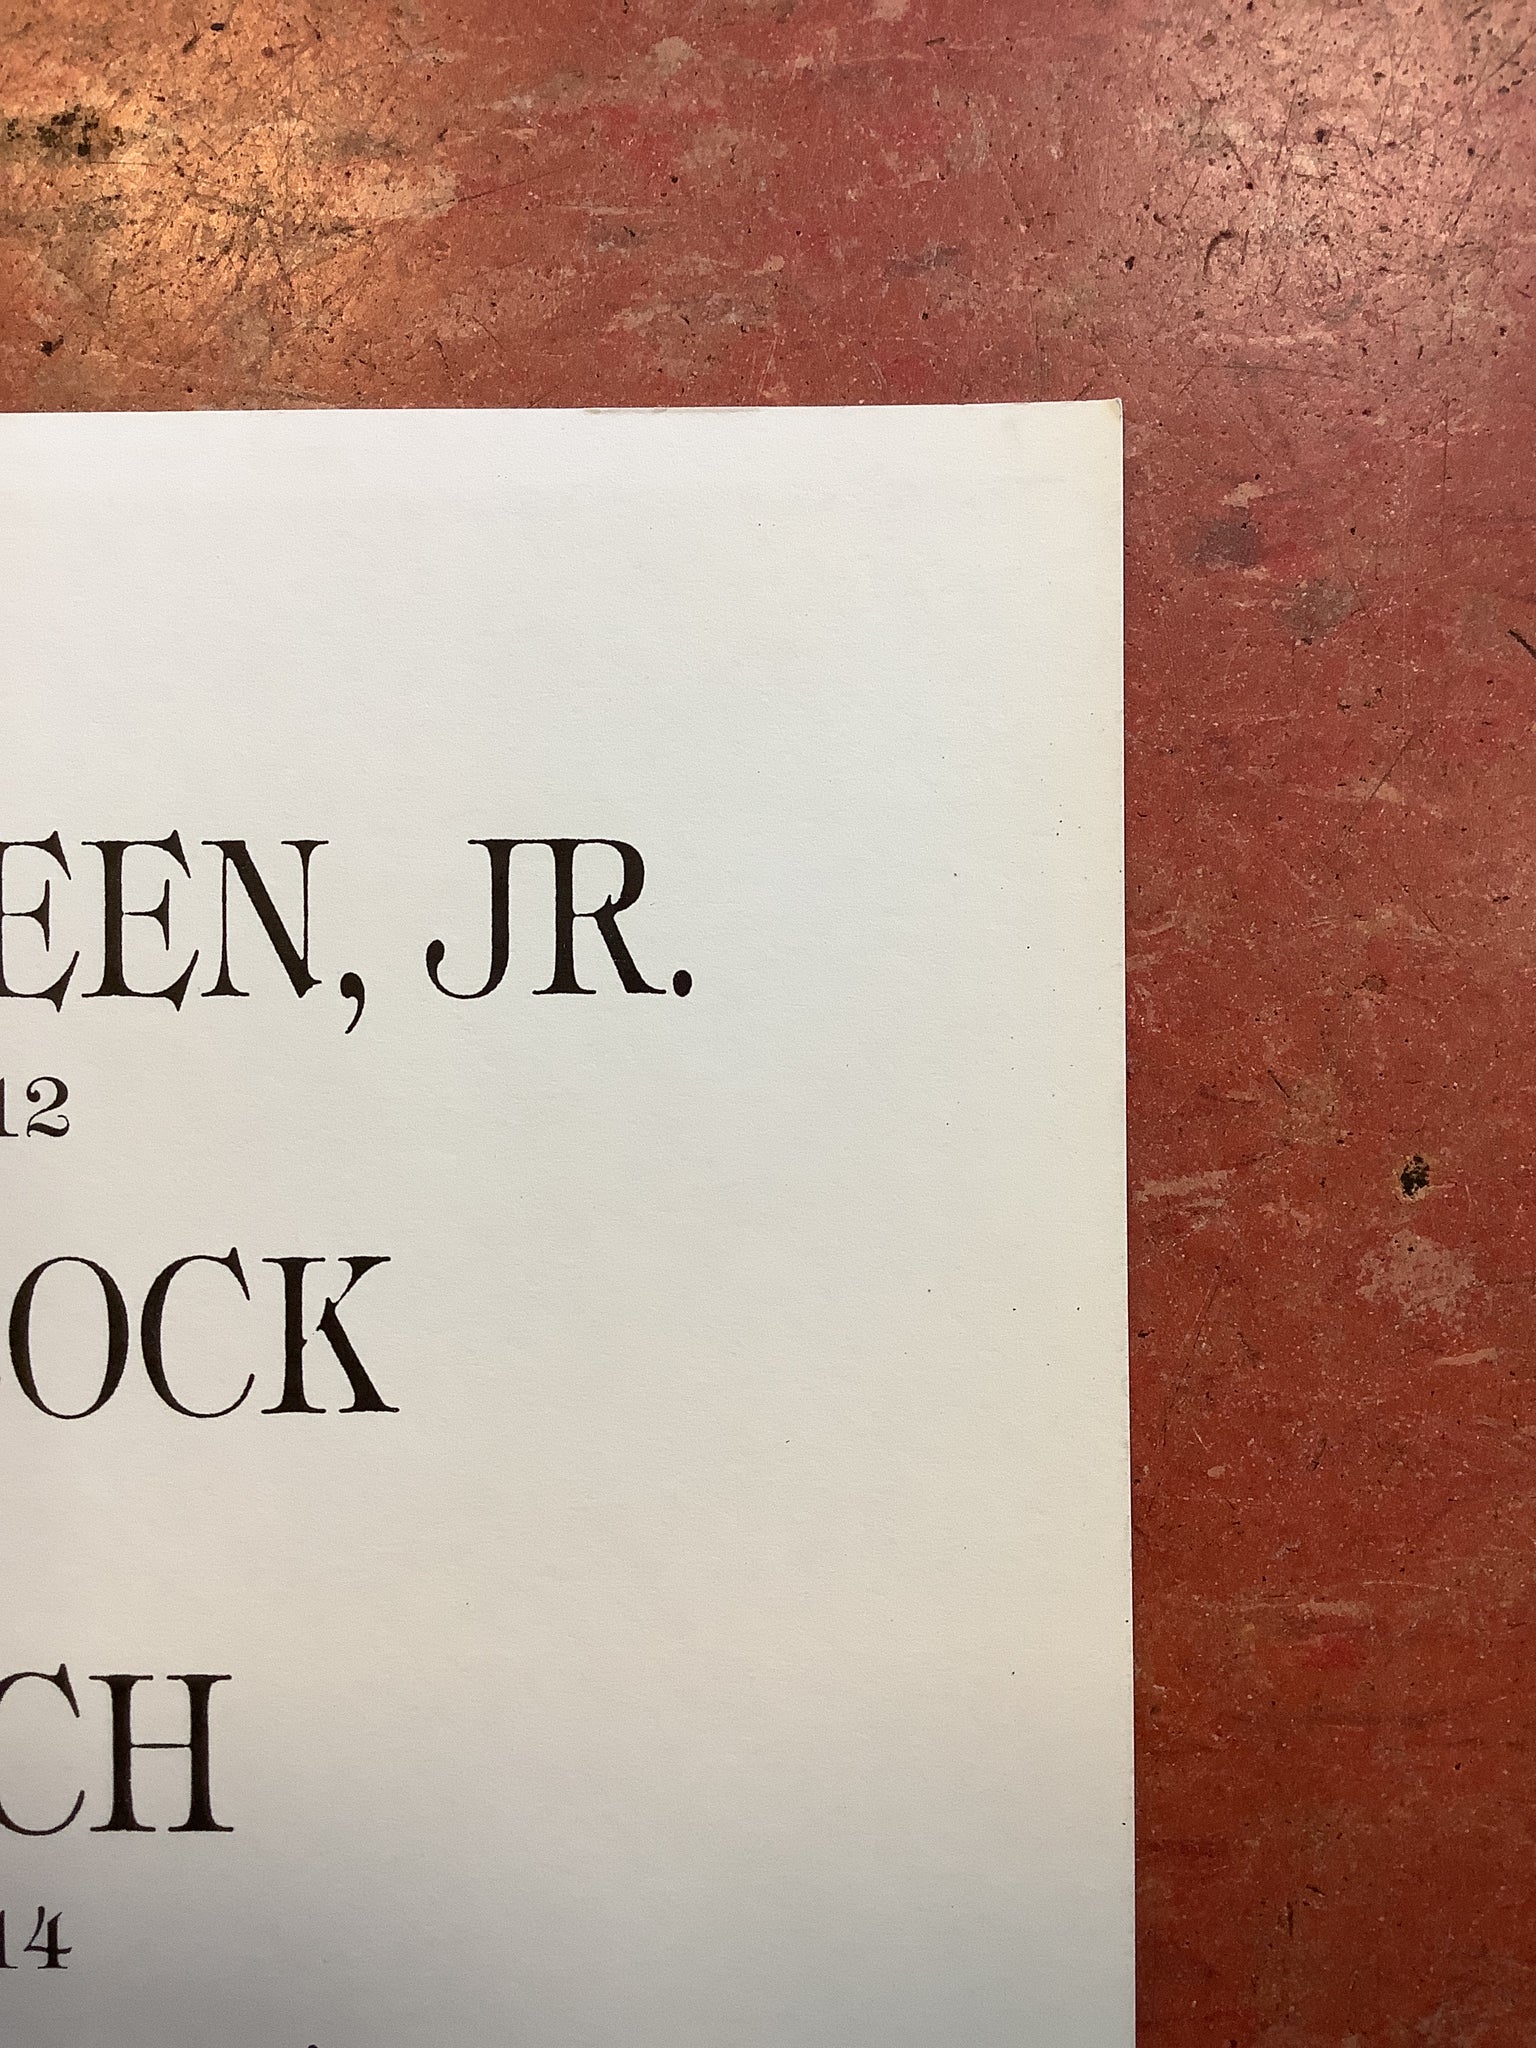 EEN, JR.
12
OCK
CH
14